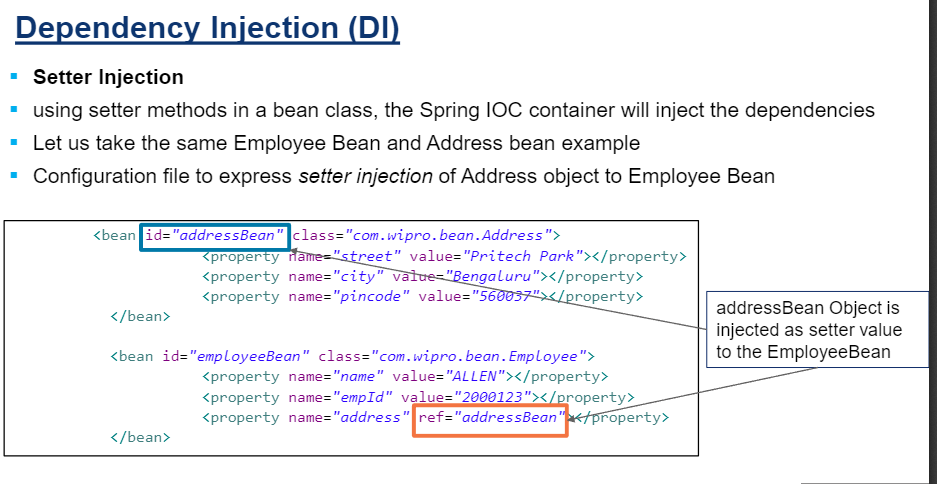 Dependency Injection (DI)
Setter Injection
using setter methods in a bean class, the Spring IOC container will inject the dependencies
Let us take the same Employee Bean and Address bean example
Configuration file to express setter injection of Address object to Employee Bean
<bean id="addressBean" class="com.wipro.bean.Address">
<property name="street" value="Pritech Park"></property>
<property name="city" value="Bengaluru"></property>
<property name="pincode" value="560037"></property>
</bean>
<bean id="employeeBean" class="com.wipro.bean.Employee">
<property name="name" value="ALLEN"></property>
<property name="empId" value="2000123"></property>
<property name="address" ref="addressBean"></property>
</bean>
addressBean Object is
injected as setter value
to the EmployeeBean